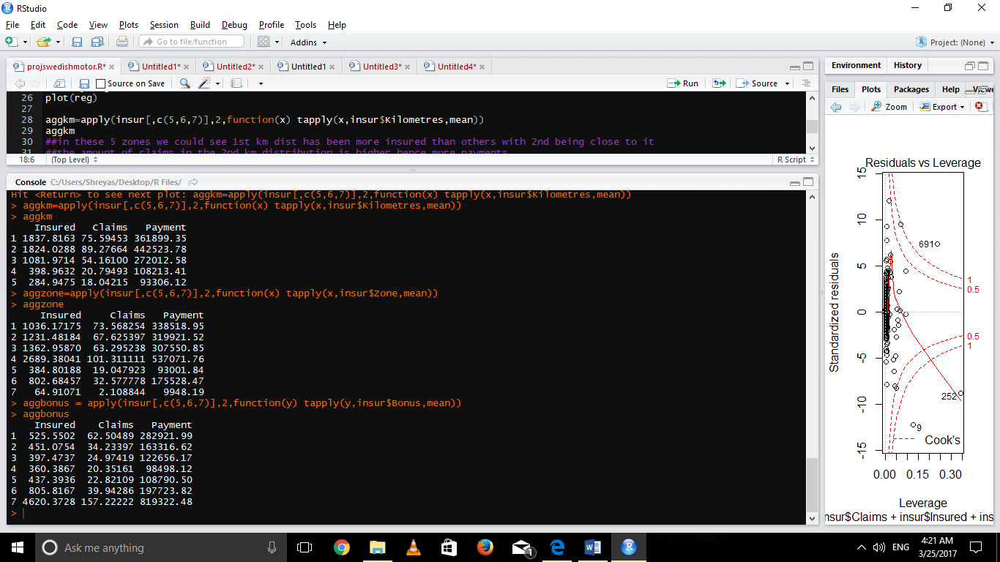 RStudio
File Edit Code View Plots Session Build Debug Profile Tools Help
Go to file/function Addins Project: (None)
projswedishmotor.R* Untitled1* Untitled2* Untitled1 Untitled3* Untitled4*
Source on Save Run Source
26 plot(reg)
27
28 aggkm=apply(insur[,c(5,6,7)],2,function(x) tapply(x,insur$Kilometres,mean))
29 aggkm
30 ##in these 5 zones we could see 1st km dist has been more insured than others with 2nd being close to it
31 ##the amount of claims in the 2nd km distribution is higher hence more payments
18:6 (Top Level) R Script
Console C:/Users/Shreyas/Desktop/R Files/
Hit <Return> to see next plot: aggkm=apply(insur[,c(5,6,7)],2,function(x) tapply(x,insur$Kilometres,mean))
> aggkm=apply(insur[,c(5,6,7)],2,function(x) tapply(x,insur$Kilometres,mean))
> aggkm
Insured Claims Payment
1 1837.8163 75.59453 361899.35
2 1824.0288 89.27664 442523.78
3 1081.9714 54.16100 272012.58
4 398.9632 20.79493 108213.41
5 284.9475 18.04215 93306.12
> aggzone=apply(insur[,c(5,6,7)],2,function(x) tapply(x,insur$Zone,mean))
> aggzone
Insured Claims Payment
1 1036.17175 73.568254 338518.95
2 1231.48184 67.625397 319921.52
3 1362.95870 63.295238 307550.85
4 2689.38041 101.311111 537071.76
5 384.80188 19.047923 93001.84
6 802.68457 32.577778 175528.47
7 64.91071 2.108844 9948.19
> aggbonus = apply(insur[,c(5,6,7)],2,function(y) tapply(y,insur$Bonus,mean))
> aggbonus
Insured Claims Payment
1 525.5502 62.50489 282921.99
2 451.0754 34.23397 163316.62
3 397.4737 24.97419 122656.17
4 360.3867 20.35161 98498.12
5 437.3936 22.82109 108790.50
6 805.8167 39.94286 197723.82
7 4620.3728 157.22222 819322.48
>
Environment History
Files Plots Packages Help
Zoom Export
Residuals vs Leverage
Standardized residuals
15
10
5
0
-5
-10
-15
691
1
0.5
0.5
1
252
9
Cook's
0.00 0.15 0.30
Leverage
nsur$Claims + insur$Insured + ins
Ask me anything
1
ENG
4:21 AM
3/25/2017